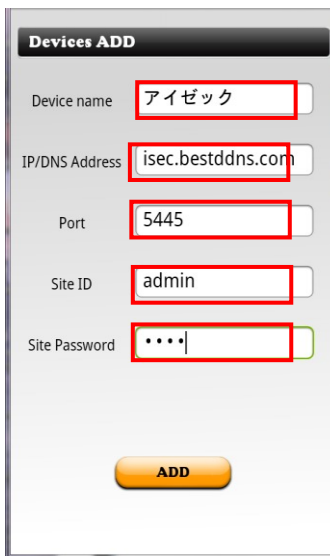 Devices ADD
Device name アイゼック
IP/DNS Address isec.bestddns.com
Port 5445
Site ID admin
Site Password ••••
ADD